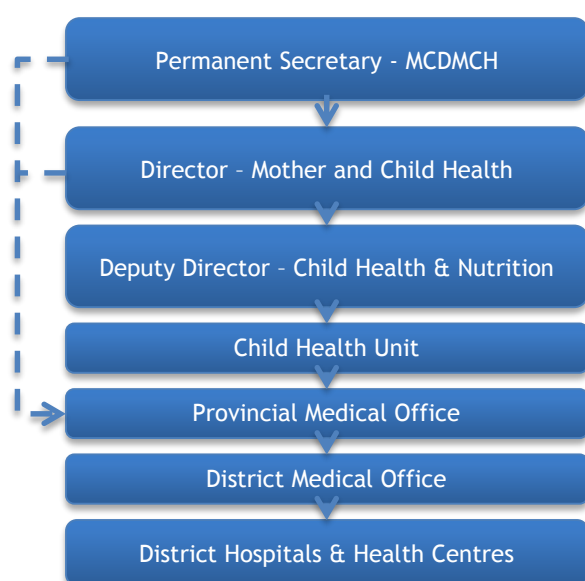 Permanent Secretary - MCDMCH
Director – Mother and Child Health
Deputy Director – Child Health & Nutrition
Child Health Unit
Provincial Medical Office
District Medical Office
District Hospitals & Health Centres